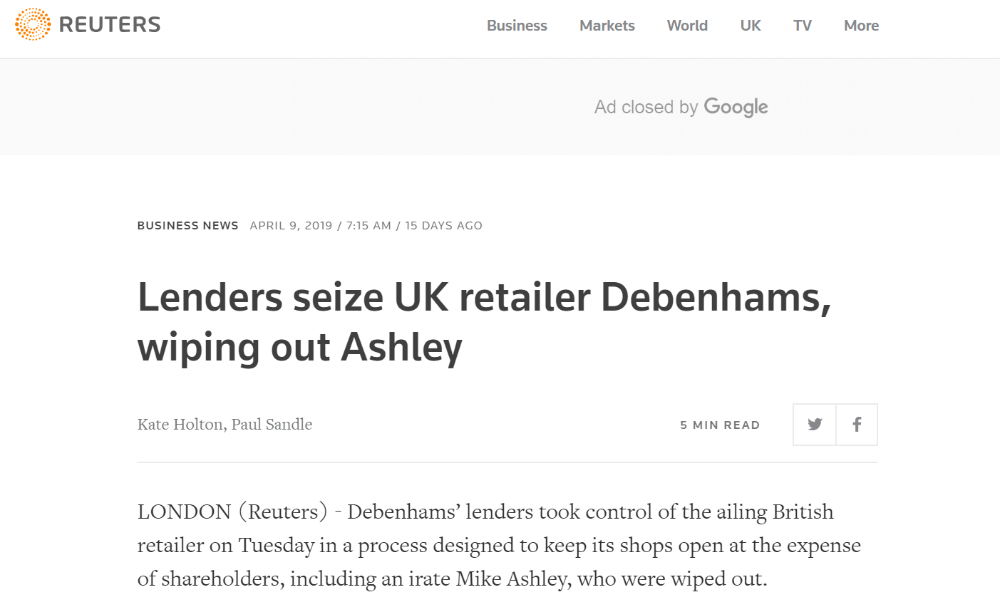 REUTERS
Business Markets World UK TV More
Ad closed by Google
BUSINESS NEWS APRIL 9, 2019 / 7:15 AM / 15 DAYS AGO
Lenders seize UK retailer Debenhams,
wiping out Ashley
Kate Holton, Paul Sandle
5 MIN READ
LONDON (Reuters) - Debenhams’ lenders took control of the ailing British
retailer on Tuesday in a process designed to keep its shops open at the expense
of shareholders, including an irate Mike Ashley, who were wiped out.